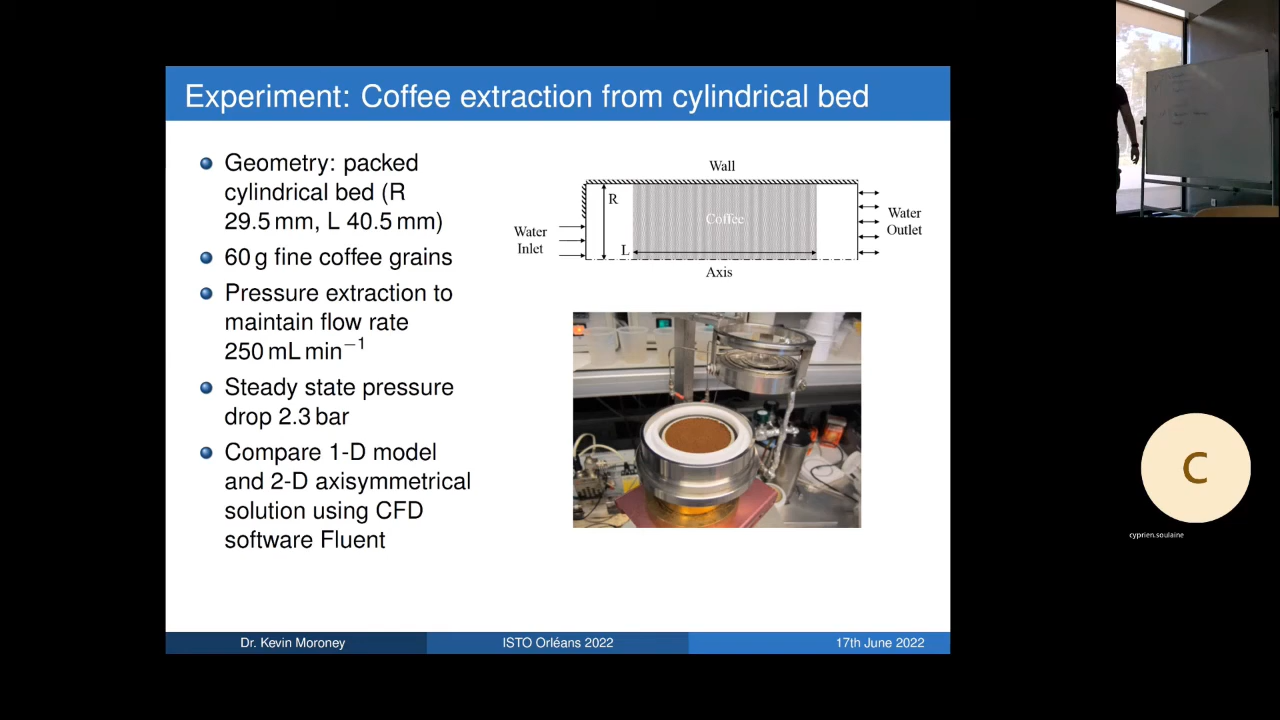 Experiment: Coffee extraction from cylindrical bed
Geometry: packed
cylindrical bed (R
29.5 mm, L 40.5 mm)
60 g fine coffee grains
Pressure extraction to
maintain flow rate
250 mL min⁻¹
Steady state pressure
drop 2.3 bar
Compare 1-D model
and 2-D axisymmetrical
solution using CFD
software Fluent
Wall
R
Coffee
Water
Inlet
L
Water
Outlet
Axis
Dr. Kevin Moroney
ISTO Orléans 2022
17th June 2022
C
cyprien.soulaine